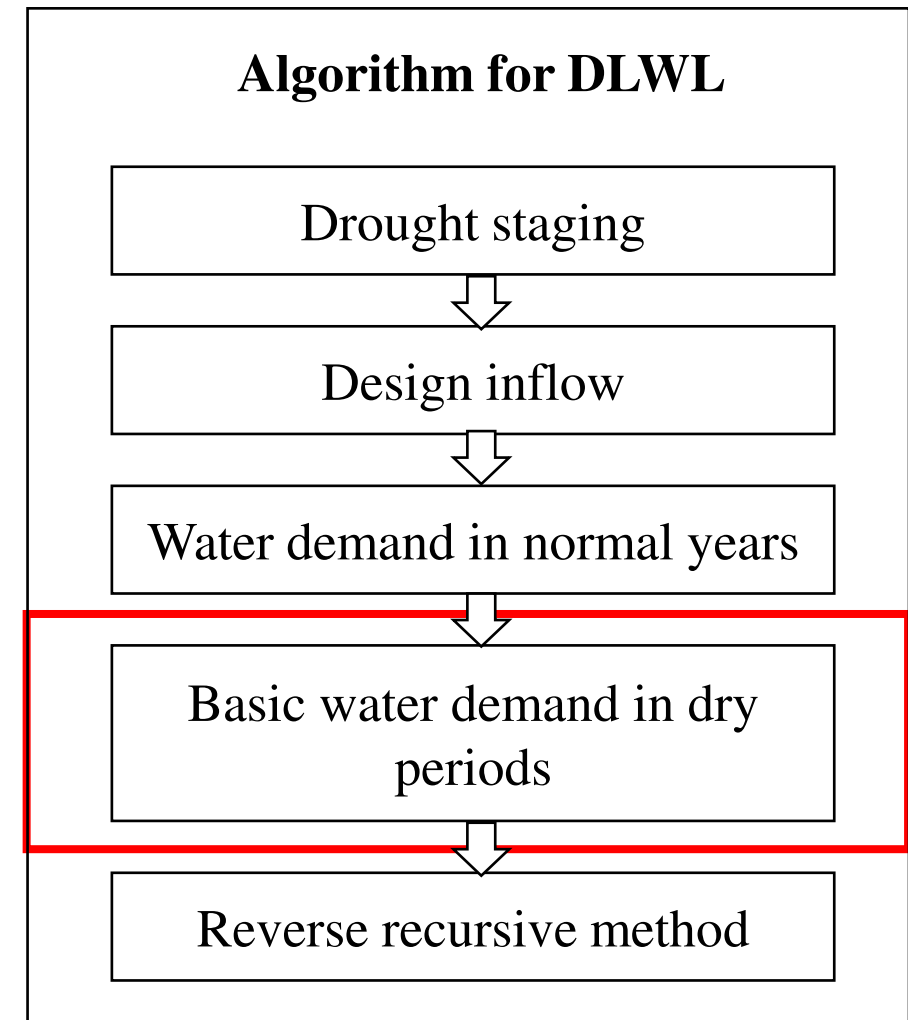 Algorithm for DLWL
Drought staging
Design inflow
Water demand in normal years
Basic water demand in dry
periods
Reverse recursive method